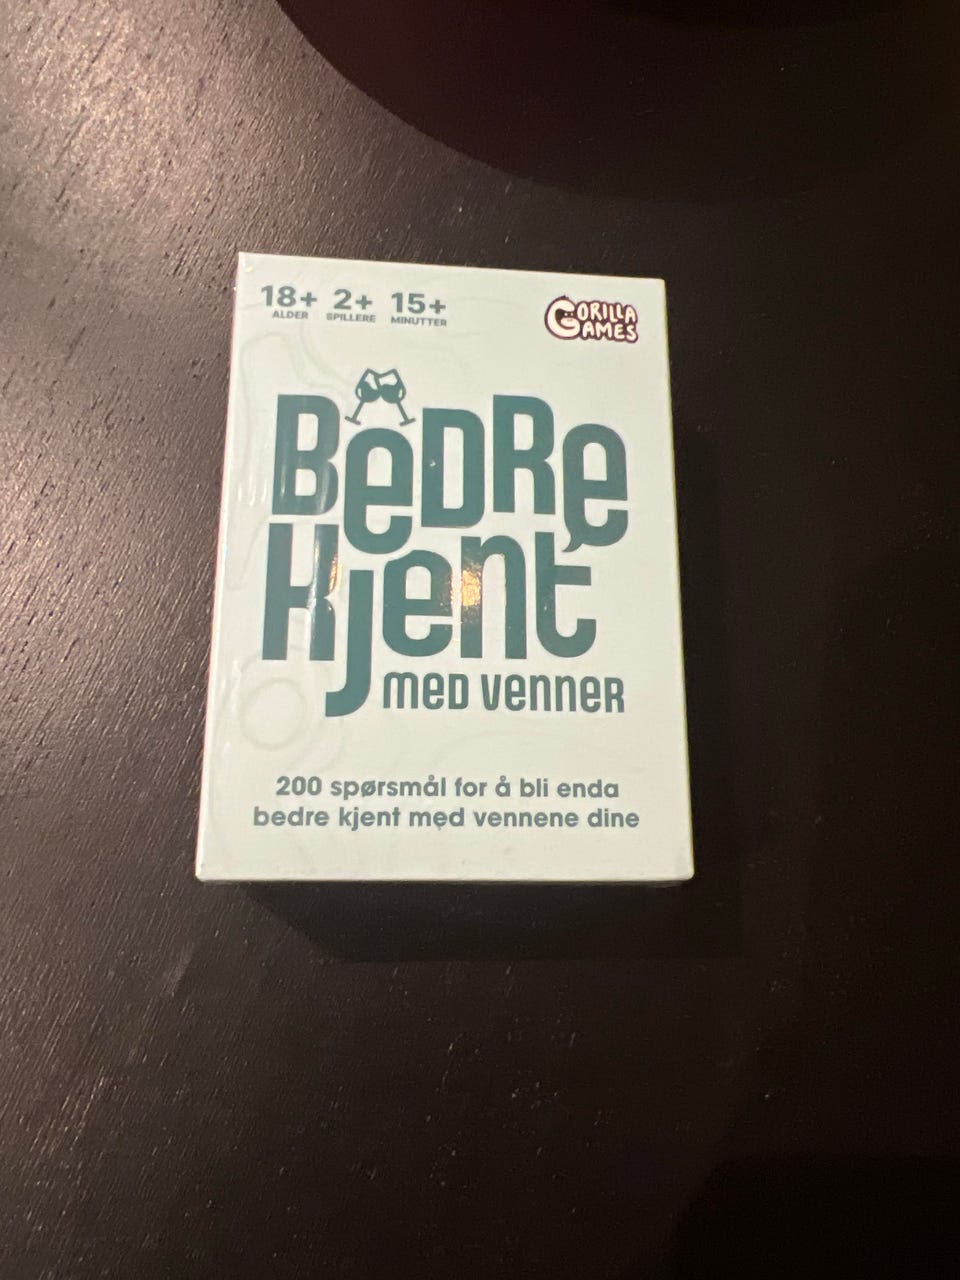 18+ 2+ 15+
ALDER SPILLERE MINUTTER
GORILLA
GAMES
BEDRE
KJENT
MED VENNER
200 spørsmål for å bli enda
bedre kjent med vennene dine